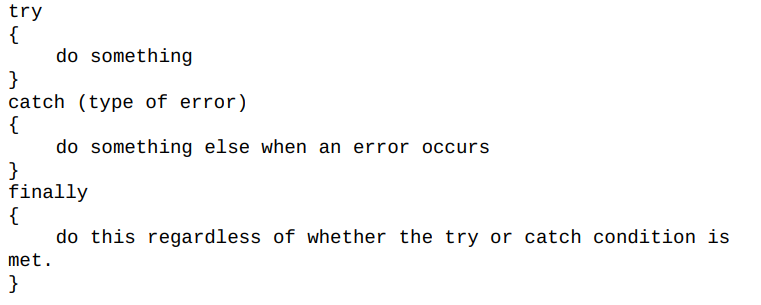 try
{
do something
}
catch (type of error)
{
do something else when an error occurs
}
finally
{
do this regardless of whether the try or catch condition is
met.
}